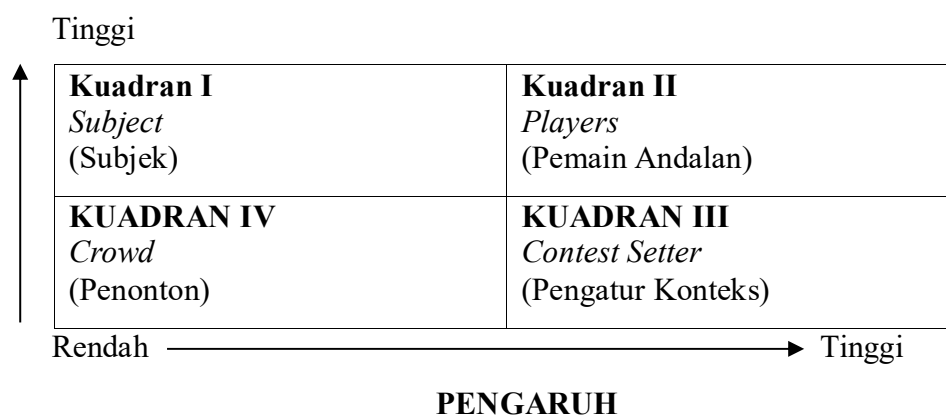 Tinggi
Kuadran I
Subject
(Subjek)
Kuadran II
Players
(Pemain Andalan)
KUADRAN IV
Crowd
(Penonton)
KUADRAN III
Contest Setter
(Pengatur Konteks)
Rendah
Tinggi
PENGARUH